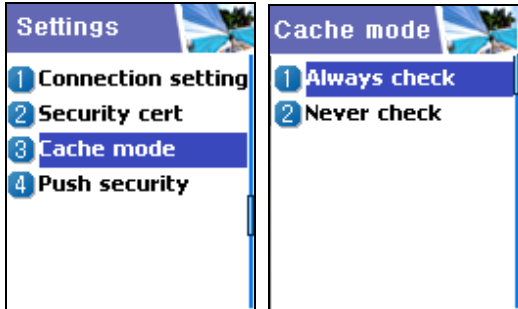 Settings
1 Connection setting
2 Security cert
3 Cache mode
4 Push security
Cache mode
1 Always check
2 Never check